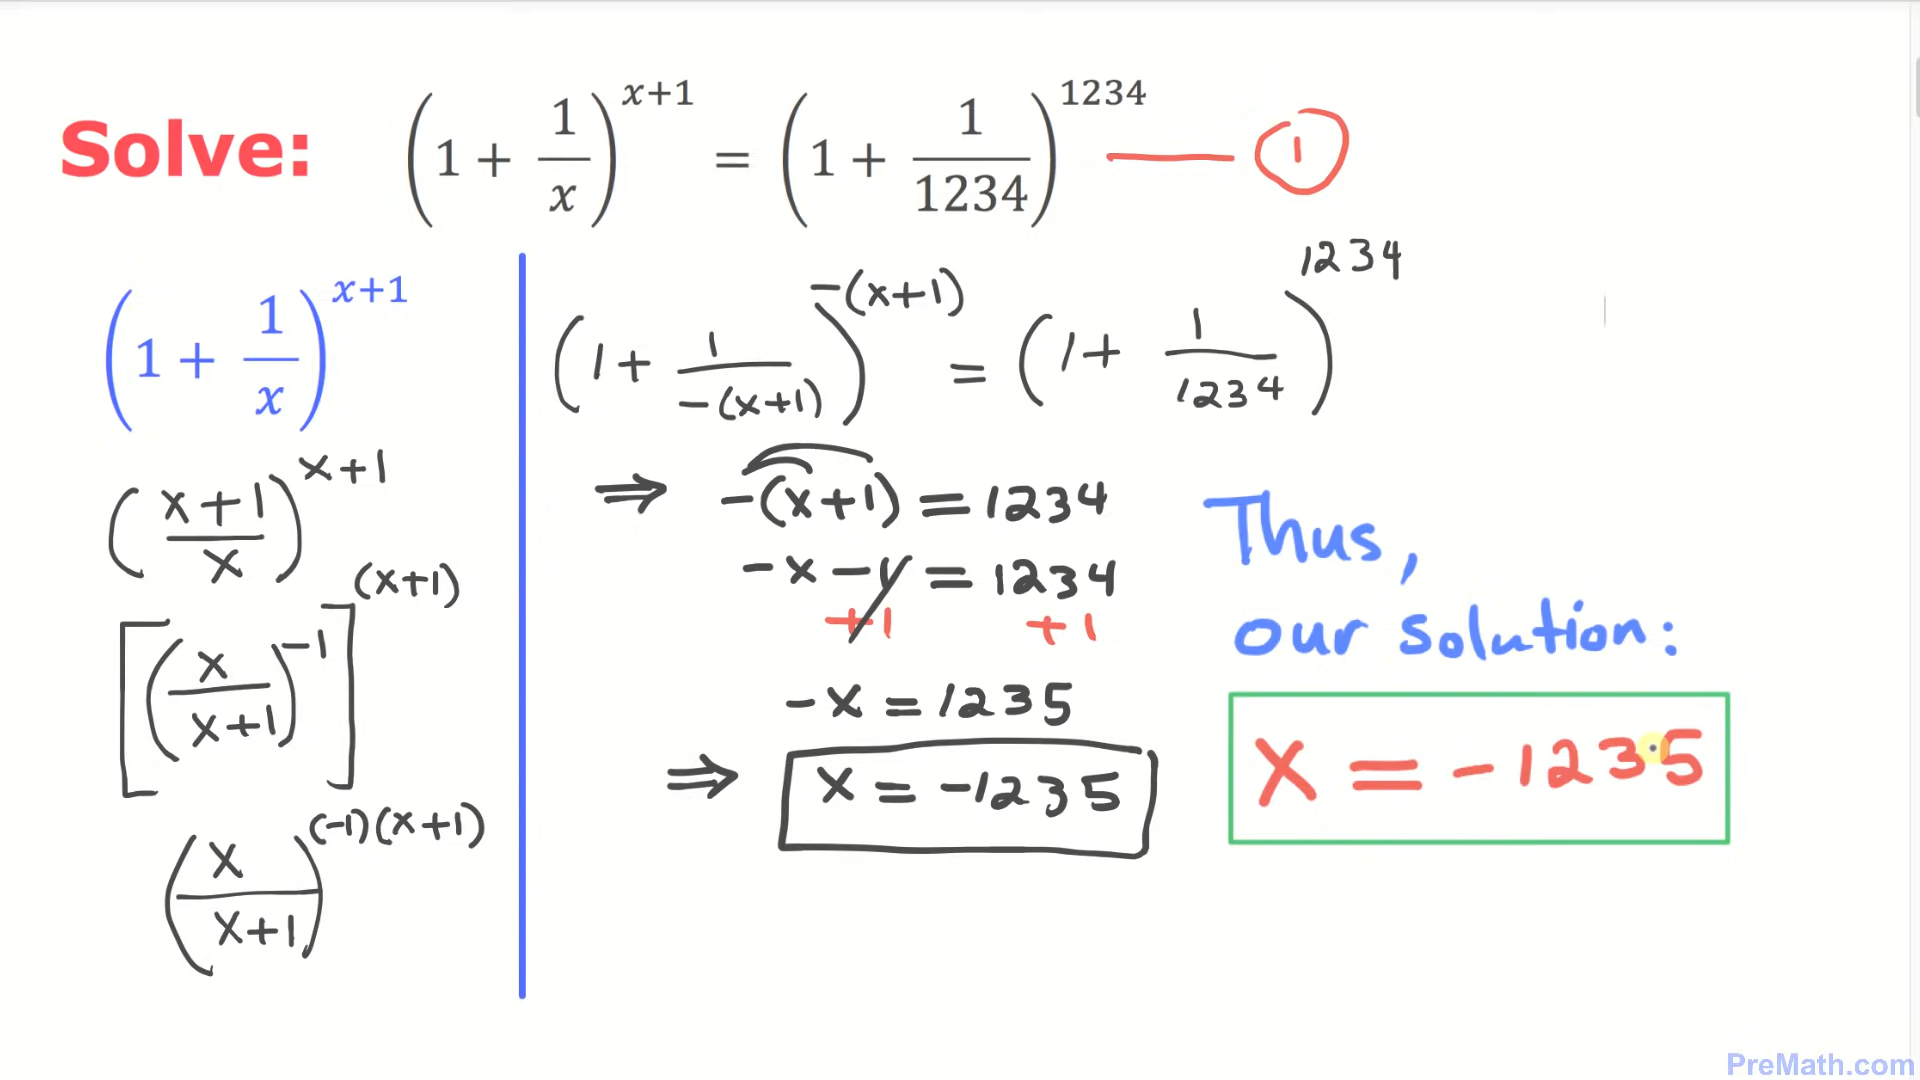 Solve: (1 + 1/x)^(x+1) = (1 + 1/1234)^1234 — ①
(1 + 1/x)^(x+1)
((x+1)/x)^(x+1)
[(x/(x+1))^-1]^(x+1)
(x/(x+1))^(-1)(x+1)
(1 + 1/-(x+1))^-(x+1) = (1 + 1/1234)^1234
⇒ -(x+1) = 1234
-x - 1 = 1234
+1 +1
-x = 1235
⇒ x = -1235
Thus,
our solution:
x = -1235
PreMath.com